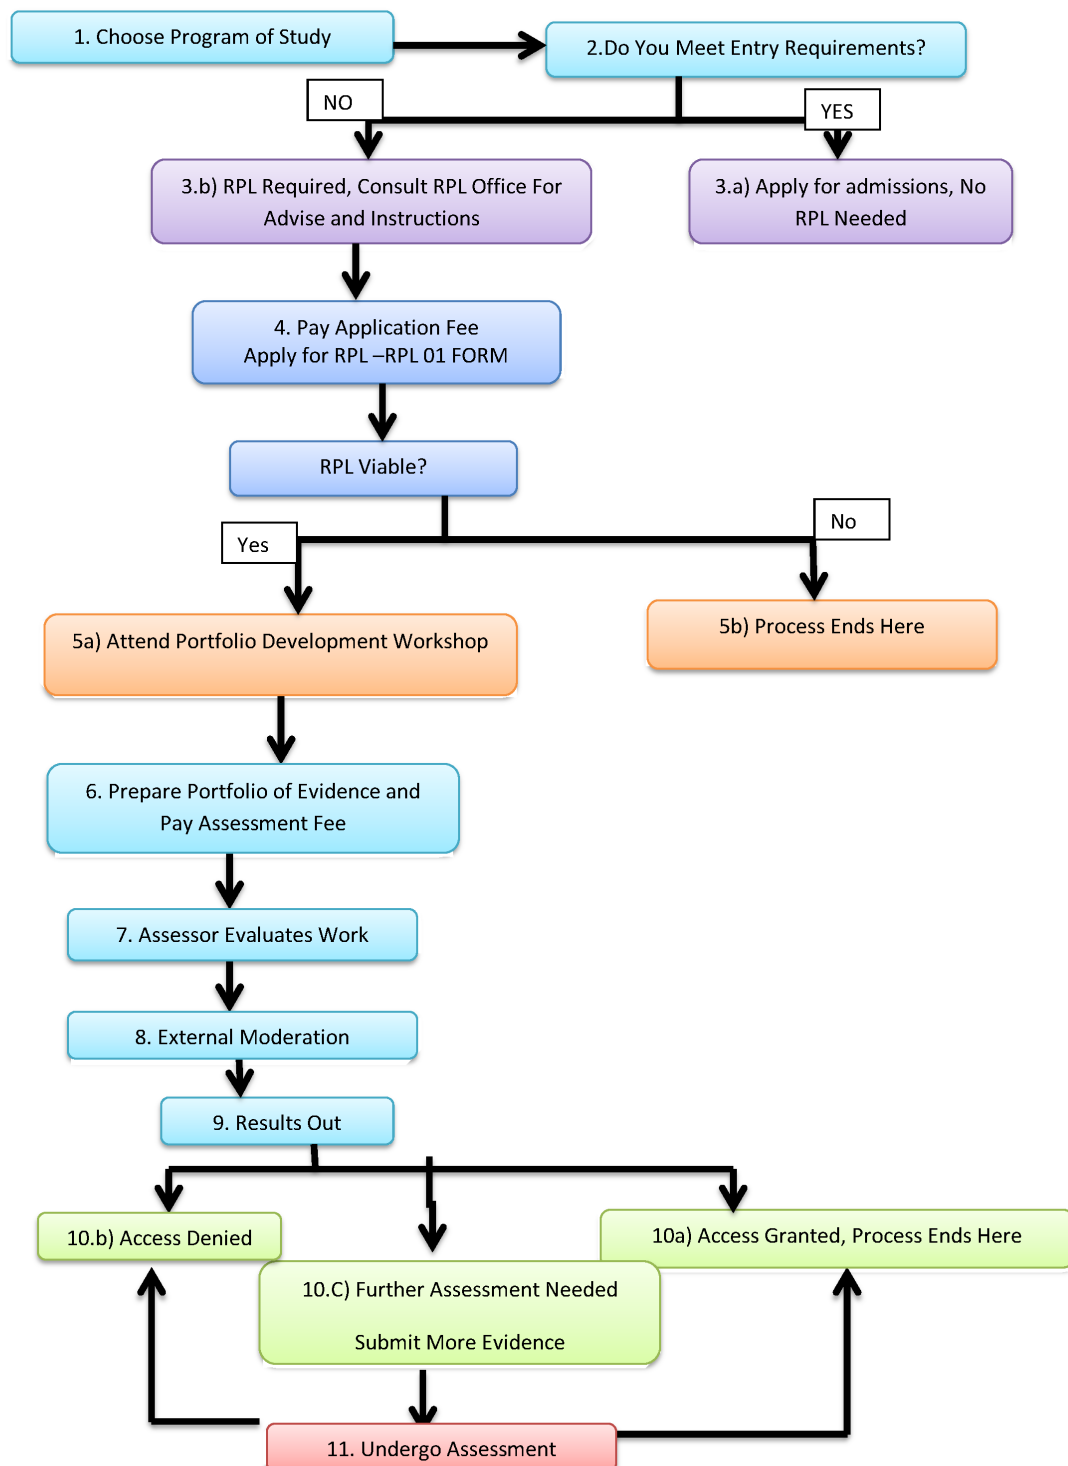 1. Choose Program of Study
2.Do You Meet Entry Requirements?
NO
YES
3.b) RPL Required, Consult RPL Office For
Advise and Instructions
3.a) Apply for admissions, No
RPL Needed
4. Pay Application Fee
Apply for RPL –RPL 01 FORM
RPL Viable?
Yes
No
5a) Attend Portfolio Development Workshop
5b) Process Ends Here
6. Prepare Portfolio of Evidence and
Pay Assessment Fee
7. Assessor Evaluates Work
8. External Moderation
9. Results Out
10.b) Access Denied
10a) Access Granted, Process Ends Here
10.C) Further Assessment Needed
Submit More Evidence
11. Undergo Assessment